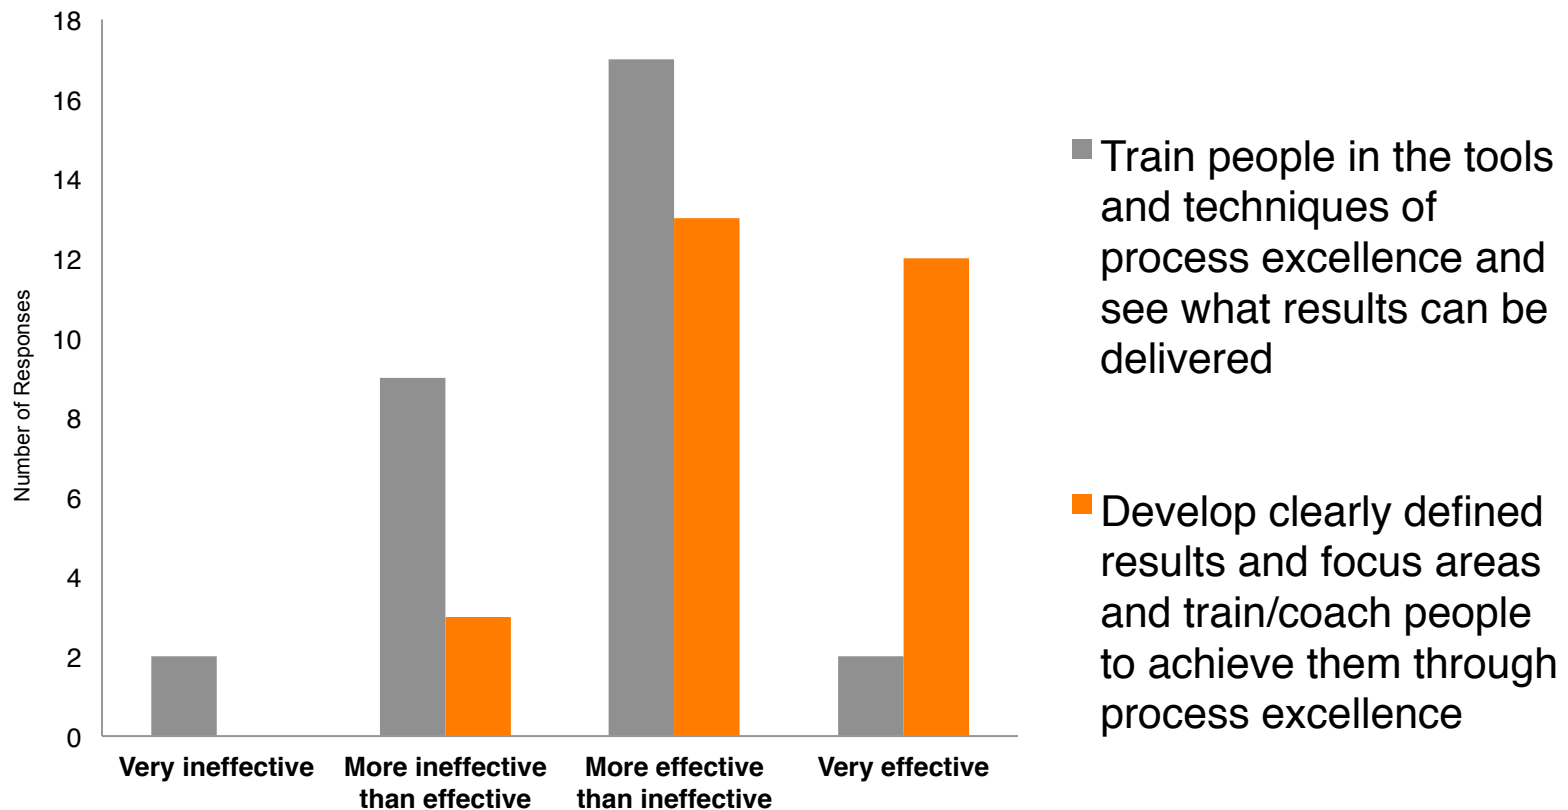 18
16
14
12
10
8
6
4
2
0
Number of Responses
Very ineffective
More ineffective
than effective
More effective
than ineffective
Very effective
Train people in the tools
and techniques of
process excellence and
see what results can be
delivered
Develop clearly defined
results and focus areas
and train/coach people
to achieve them through
process excellence